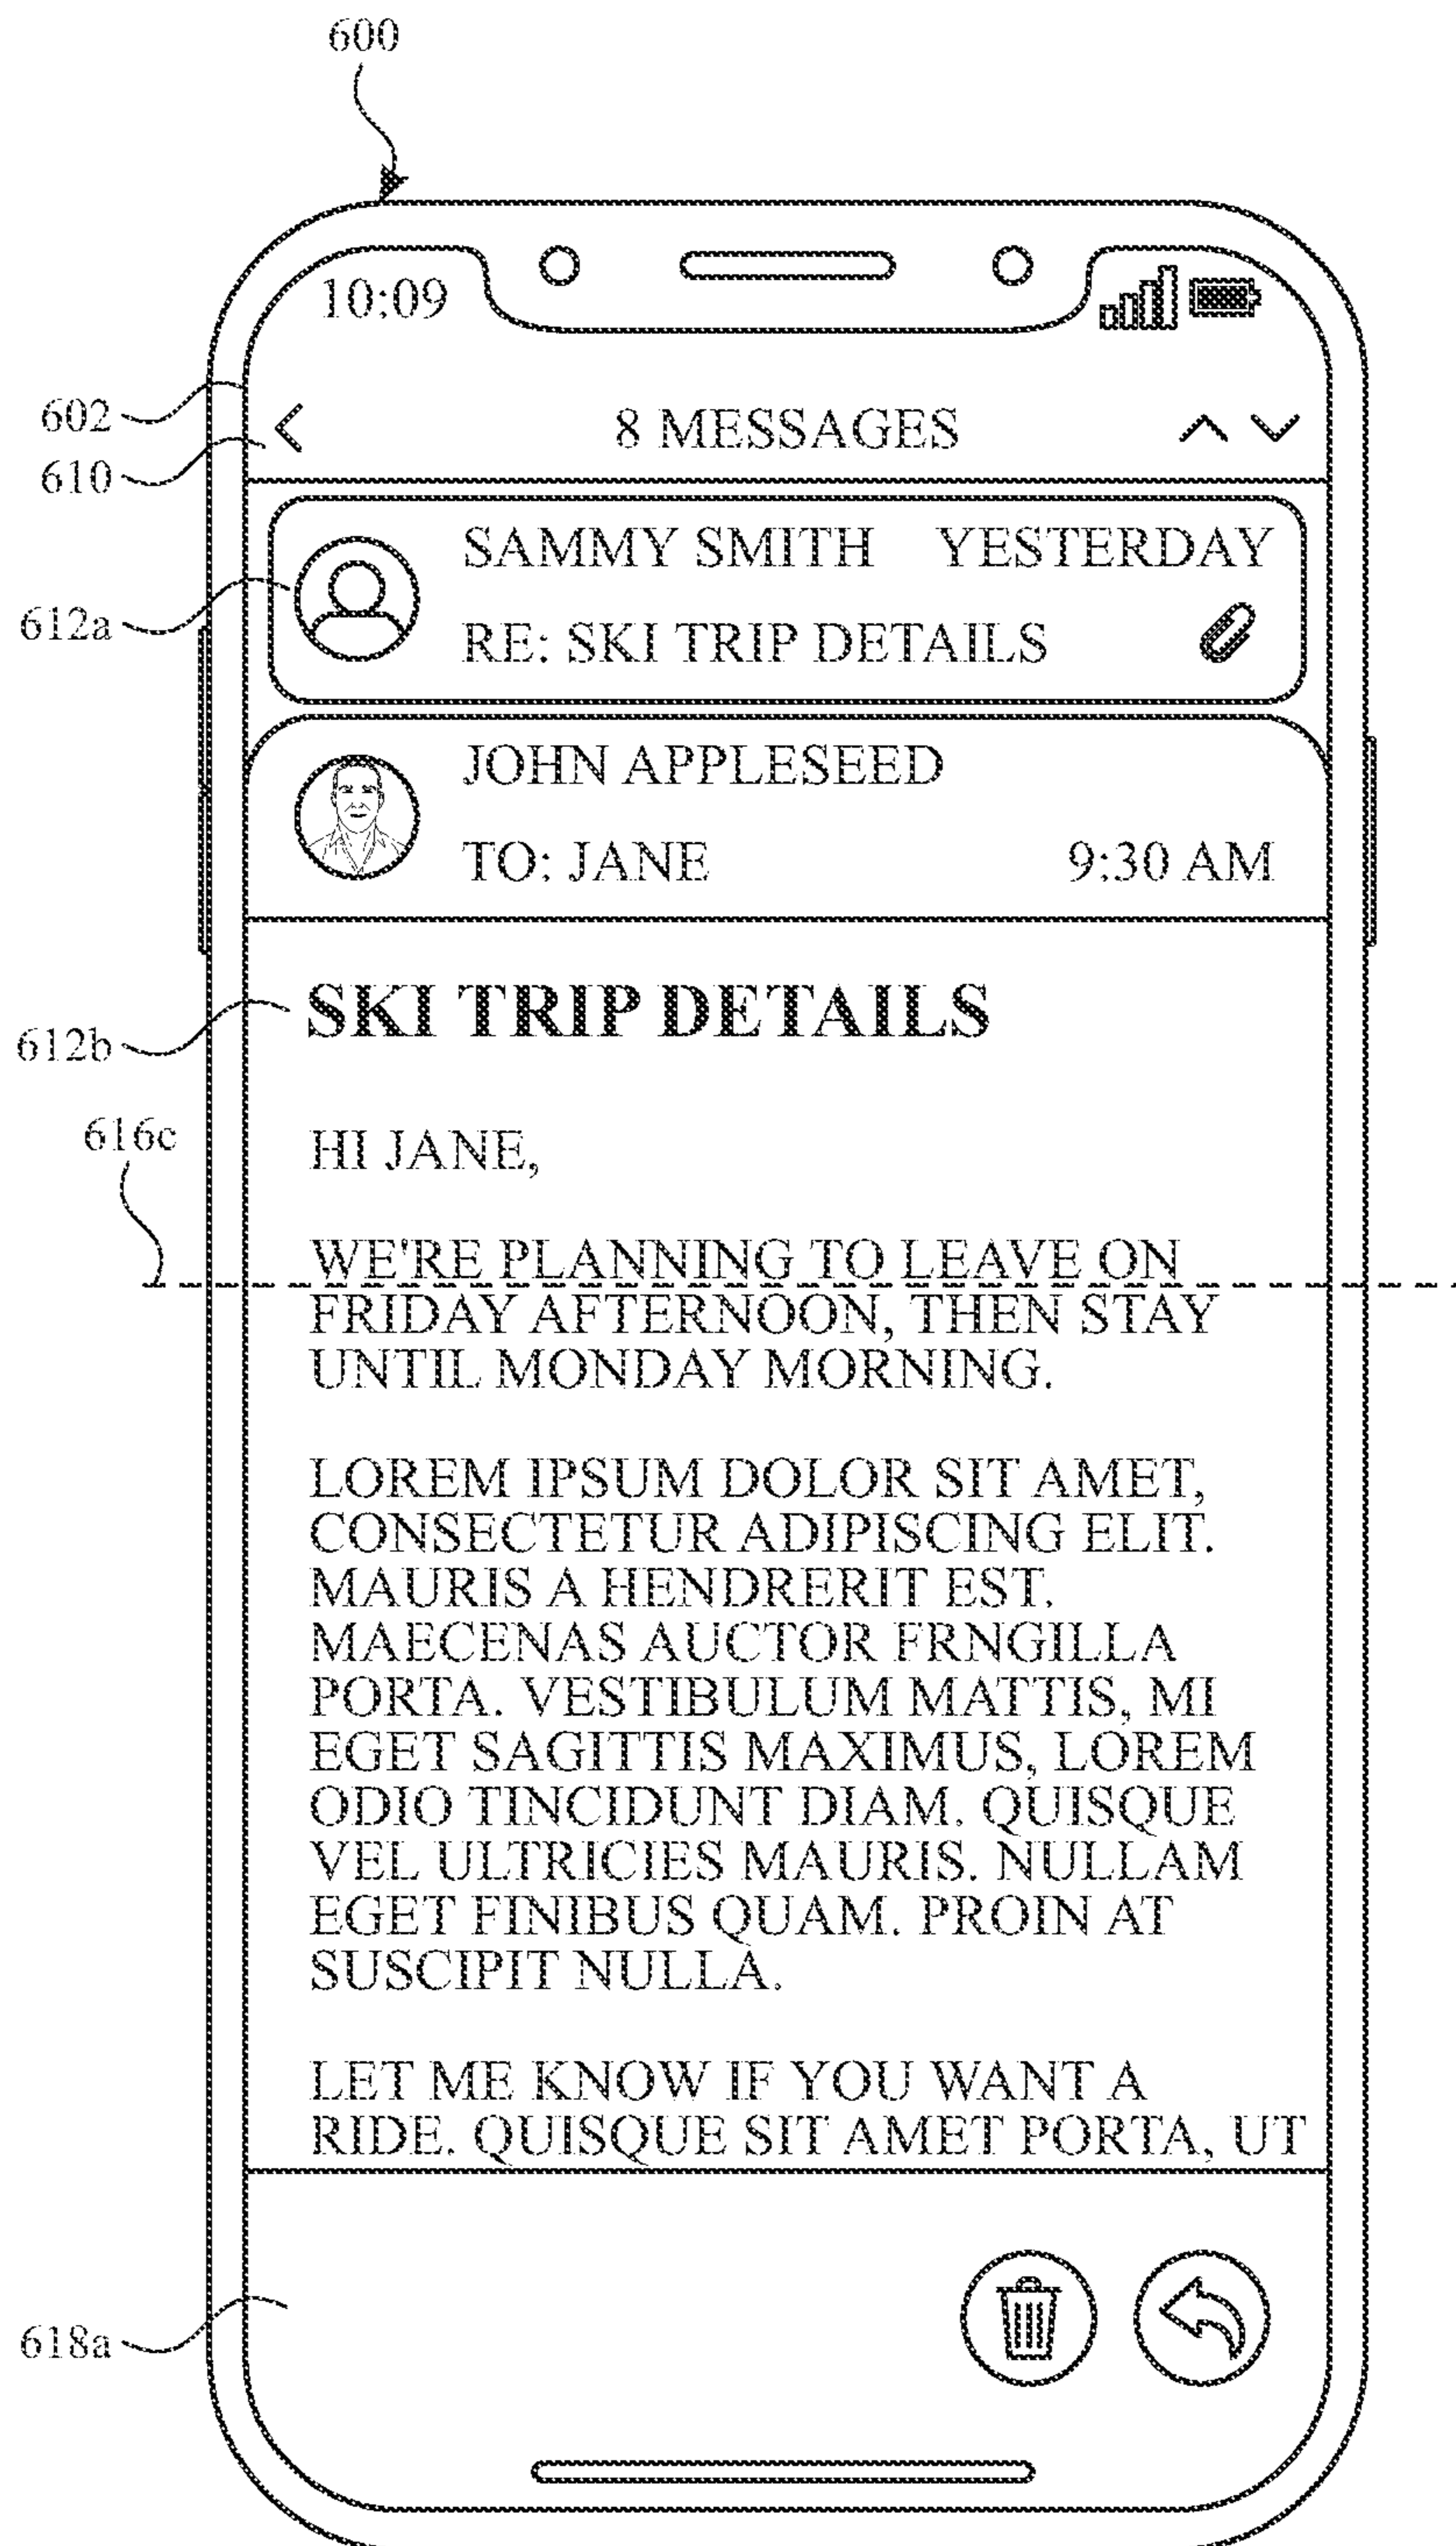 600
10:09
602
8 MESSAGES
610
SAMMY SMITH YESTERDAY
612a
RE: SKI TRIP DETAILS
JOHN APPLESEED
TO: JANE 9:30 AM
SKI TRIP DETAILS
612b
616c
HI JANE,
WE'RE PLANNING TO LEAVE ON
FRIDAY AFTERNOON, THEN STAY
UNTIL MONDAY MORNING.
LOREM IPSUM DOLOR SIT AMET,
CONSECTETUR ADIPISCING ELIT.
MAURIS A HENDRERIT EST.
MAECENAS AUCTOR FRNGILLA
PORTA. VESTIBULUM MATTIS, MI
EGET SAGITTIS MAXIMUS, LOREM
ODIO TINCIDUNT DIAM. QUISQUE
VEL ULTRICIES MAURIS. NULLAM
EGET FINIBUS QUAM. PROIN AT
SUSCIPIT NULLA.
LET ME KNOW IF YOU WANT A
RIDE. QUISQUE SIT AMET PORTA, UT
618a